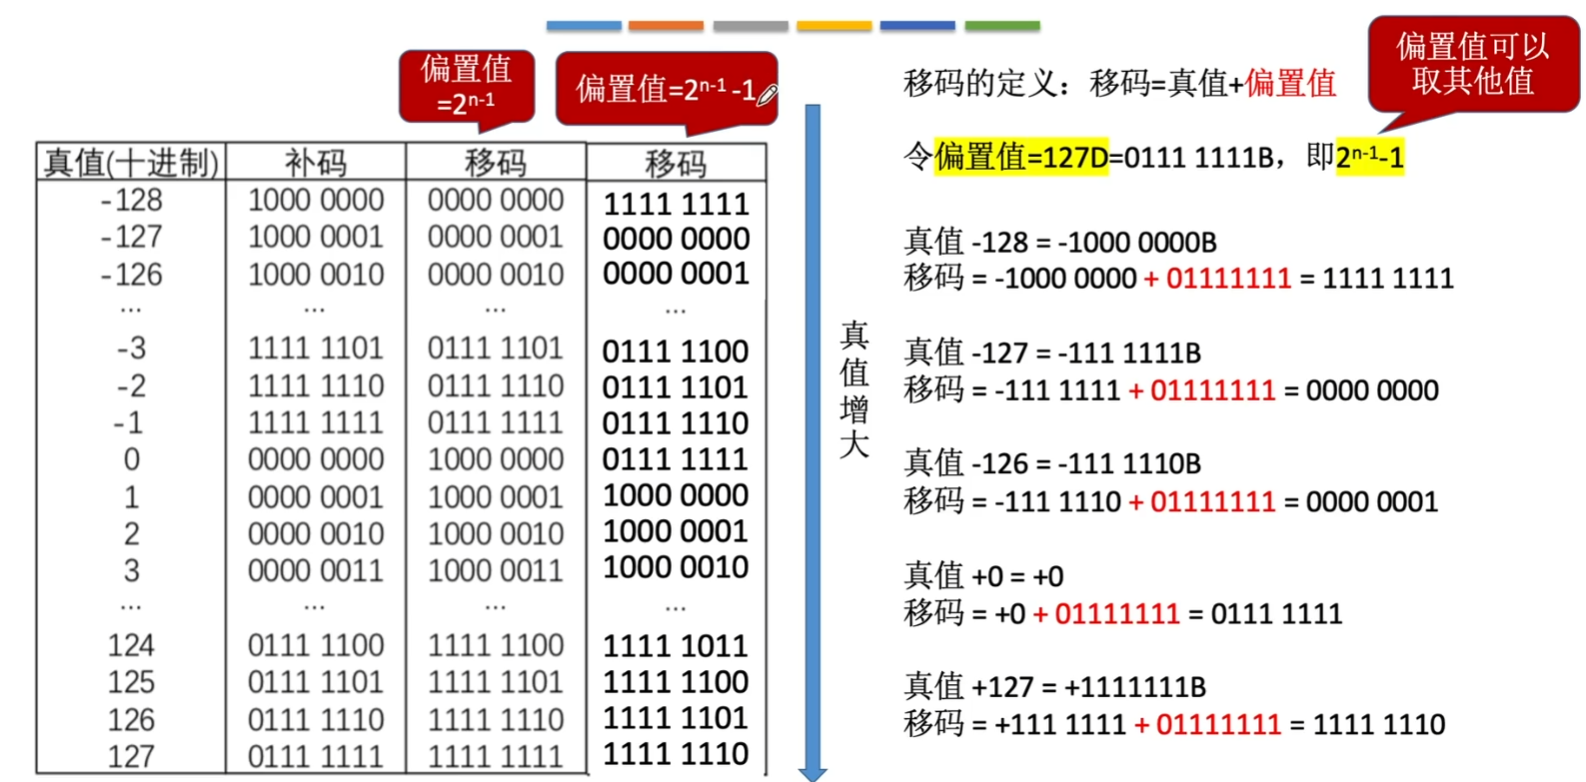 偏置值
=2ⁿ⁻¹
偏置值=2ⁿ⁻¹ -1
真值(十进制) 补码 移码 移码
-128 1000 0000 0000 0000 1111 1111
-127 1000 0001 0000 0001 0000 0000
-126 1000 0010 0000 0010 0000 0001
... ... ... ...
-3 1111 1101 0111 1101 0111 1100
-2 1111 1110 0111 1110 0111 1101
-1 1111 1111 0111 1111 0111 1110
0 0000 0000 1000 0000 0111 1111
1 0000 0001 1000 0001 1000 0000
2 0000 0010 1000 0010 1000 0001
3 0000 0011 1000 0011 1000 0010
... ... ... ...
124 0111 1100 1111 1100 1111 1011
125 0111 1101 1111 1101 1111 1100
126 0111 1110 1111 1110 1111 1101
127 0111 1111 1111 1111 1111 1110
真值增大
偏置值可以
取其他值
移码的定义：移码=真值+偏置值
令偏置值=127D=0111 1111B，即2ⁿ⁻¹-1
真值 -128 = -1000 0000B
移码 = -1000 0000 + 01111111 = 1111 1111
真值 -127 = -111 1111B
移码 = -111 1111 + 01111111 = 0000 0000
真值 -126 = -111 1110B
移码 = -111 1110 + 01111111 = 0000 0001
真值 +0 = +0
移码 = +0 + 01111111 = 0111 1111
真值 +127 = +1111111B
移码 = +111 1111 + 01111111 = 1111 1110